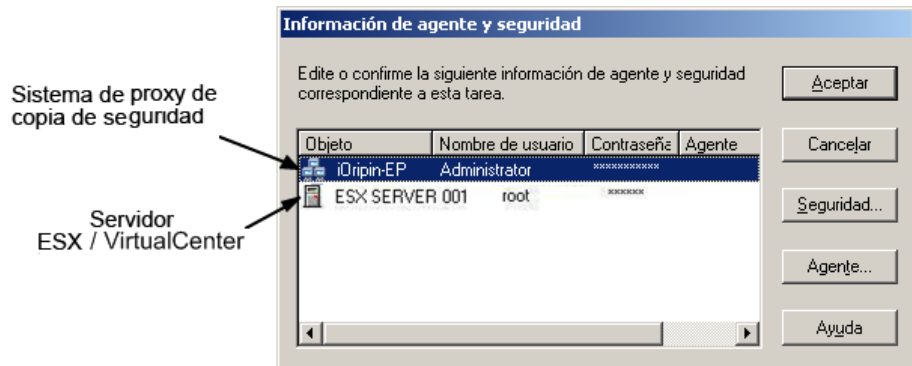 Información de agente y seguridad
Edite o confirme la siguiente información de agente y seguridad
correspondiente a esta tarea.
Aceptar
Sistema de proxy de
copia de seguridad
Objeto Nombre de usuario Contraseña Agente
Cancelar
iOripin-EP Administrator ***********
ESX SERVER 001 root ******
Seguridad...
Servidor
ESX / VirtualCenter
Agente...
Ayuda